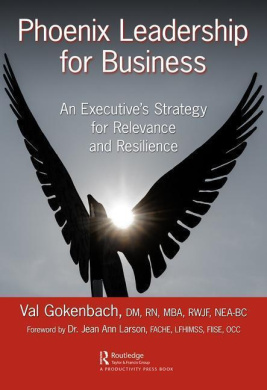 Phoenix Leadership
for Business
An Executive's Strategy
for Relevance
and Resilience
Val Gokenbach, DM, RN, MBA, RWJF, NEA-BC
Foreword by Dr. Jean Ann Larson, FACHE, LFHIMSS, FIISE, OCC
Routledge
Taylor & Francis Group
A PRODUCTIVITY PRESS BOOK